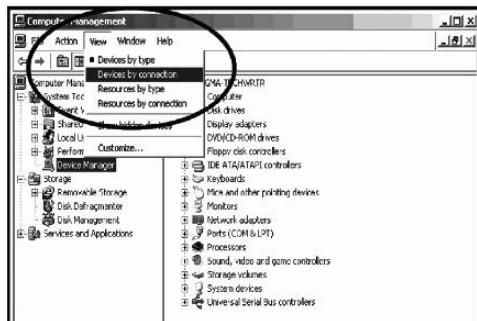 Computer Management
File Action View Window Help
Devices by type
Devices by connection
Resources by type
Resources by connection
Show hidden devices
Customize...
Computer Mana
System Too
Event V
Shared
Local U
Perform
Device Manager
Storage
Removable Storage
Disk Defragmenter
Disk Management
Services and Applications
GMA-TECHWRTR
Computer
Disk drives
Display adapters
DVD/CD-ROM drives
Floppy disk controllers
IDE ATA/ATAPI controllers
Keyboards
Mice and other pointing devices
Monitors
Network adapters
Ports (COM & LPT)
Processors
Sound, video and game controllers
Storage volumes
System devices
Universal Serial Bus controllers